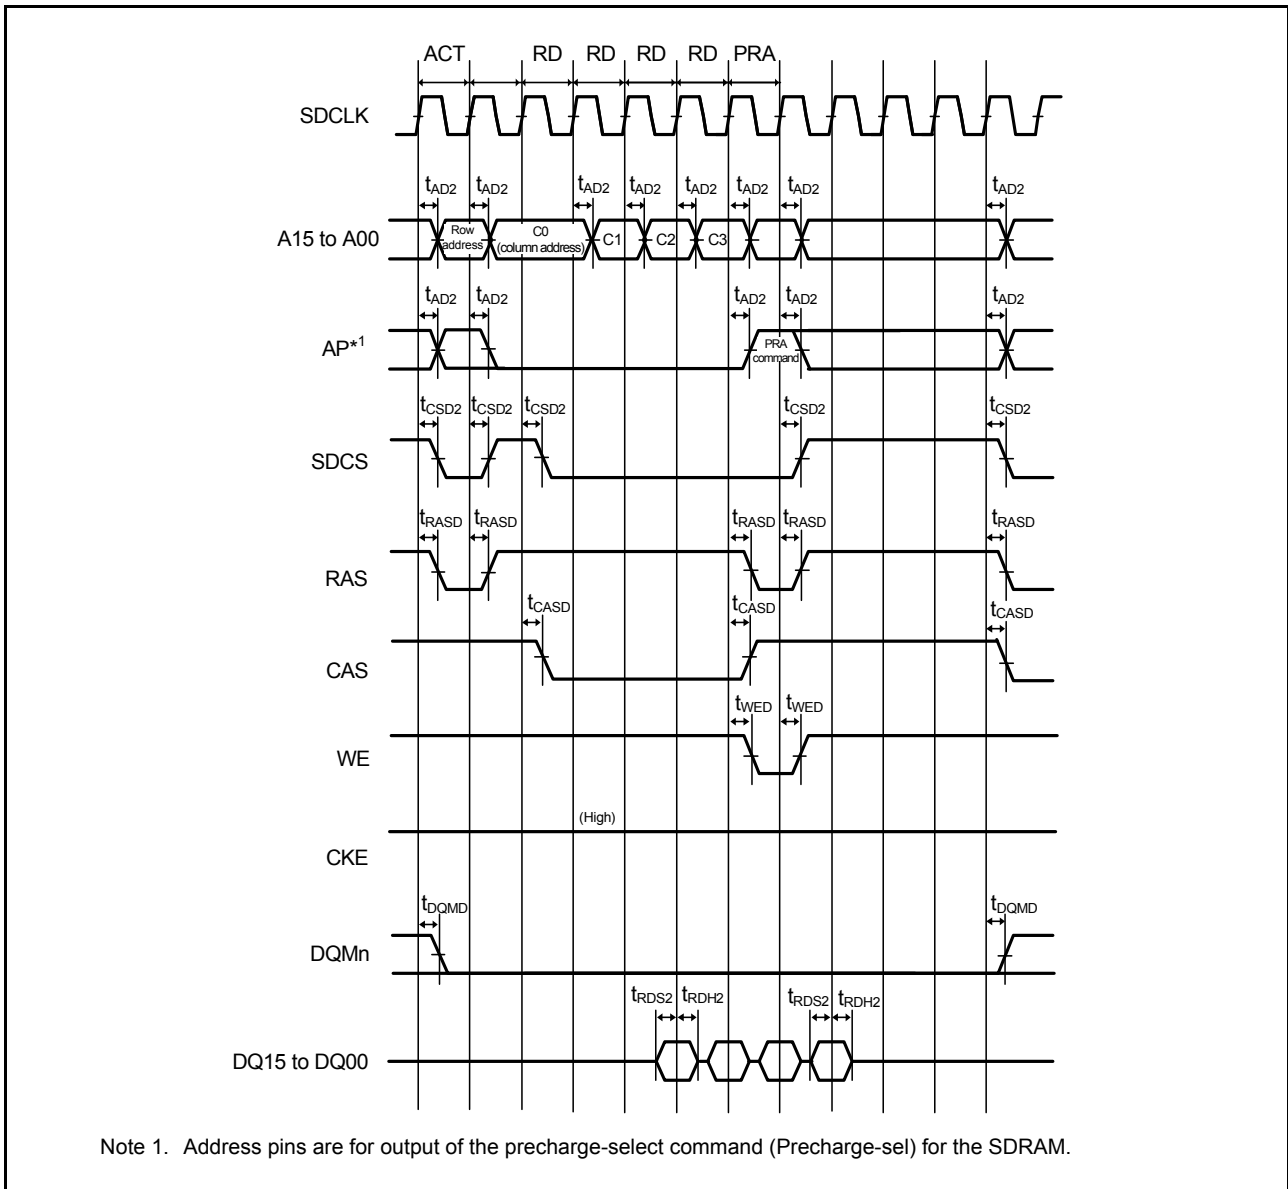 ACT RD RD RD RD PRA
SDCLK
tAD2 tAD2 tAD2 tAD2 tAD2 tAD2 tAD2 tAD2
A15 to A00
Row address
C0 (column address)
C1 C2 C3
tAD2 tAD2 tAD2 tAD2 tAD2
AP*1
PRA command
tCSD2 tCSD2 tCSD2 tCSD2 tCSD2
SDCS
tRASD tRASD tRASD tRASD tRASD
RAS
tCASD tCASD tCASD
CAS
tWED tWED
WE
(High)
CKE
tDQMD tDQMD
DQMn
tRDS2 tRDH2 tRDS2 tRDH2
DQ15 to DQ00
Note 1. Address pins are for output of the precharge-select command (Precharge-sel) for the SDRAM.